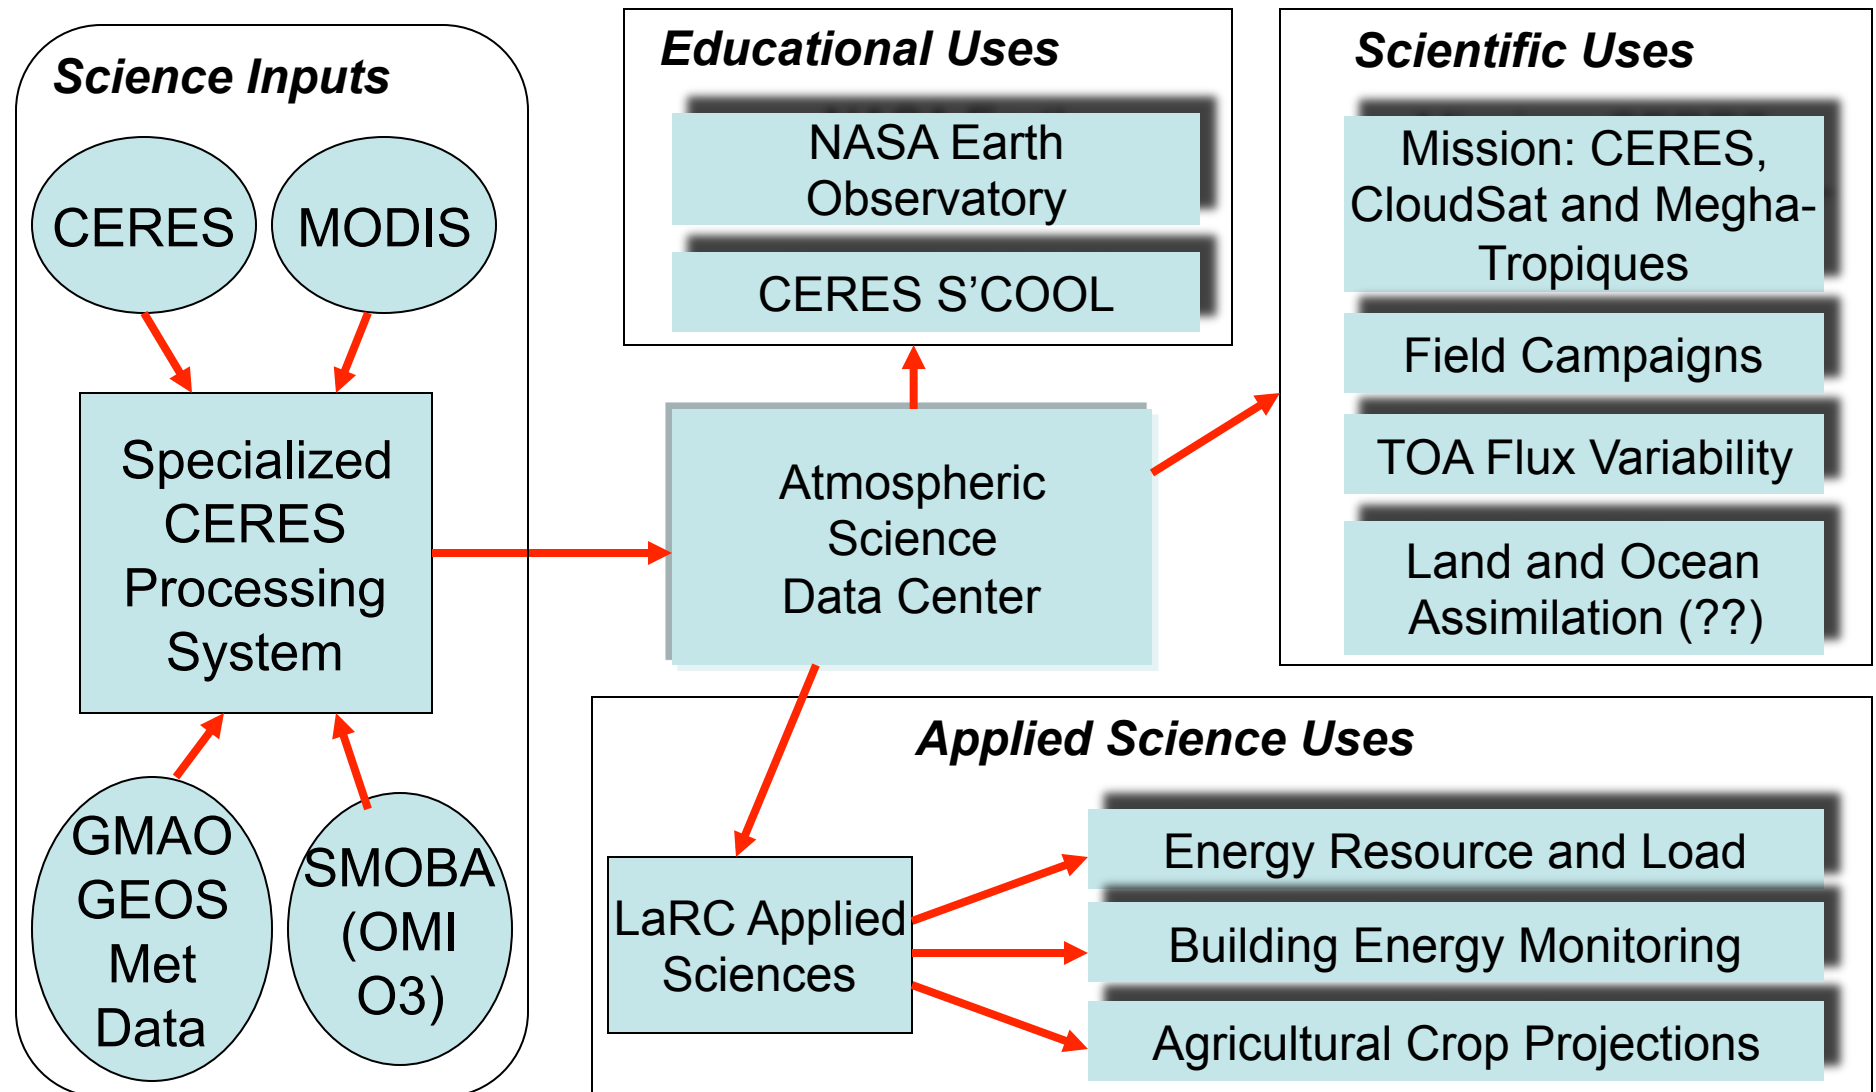 Science Inputs
CERES
MODIS
Specialized
CERES
Processing
System
GMAO
GEOS
Met
Data
SMOBA
(OMI
O3)
Educational Uses
NASA Earth
Observatory
CERES S’COOL
Atmospheric
Science
Data Center
Scientific Uses
Mission: CERES,
CloudSat and Megha-
Tropiques
Field Campaigns
TOA Flux Variability
Land and Ocean
Assimilation (??)
Applied Science Uses
LaRC Applied
Sciences
Energy Resource and Load
Building Energy Monitoring
Agricultural Crop Projections